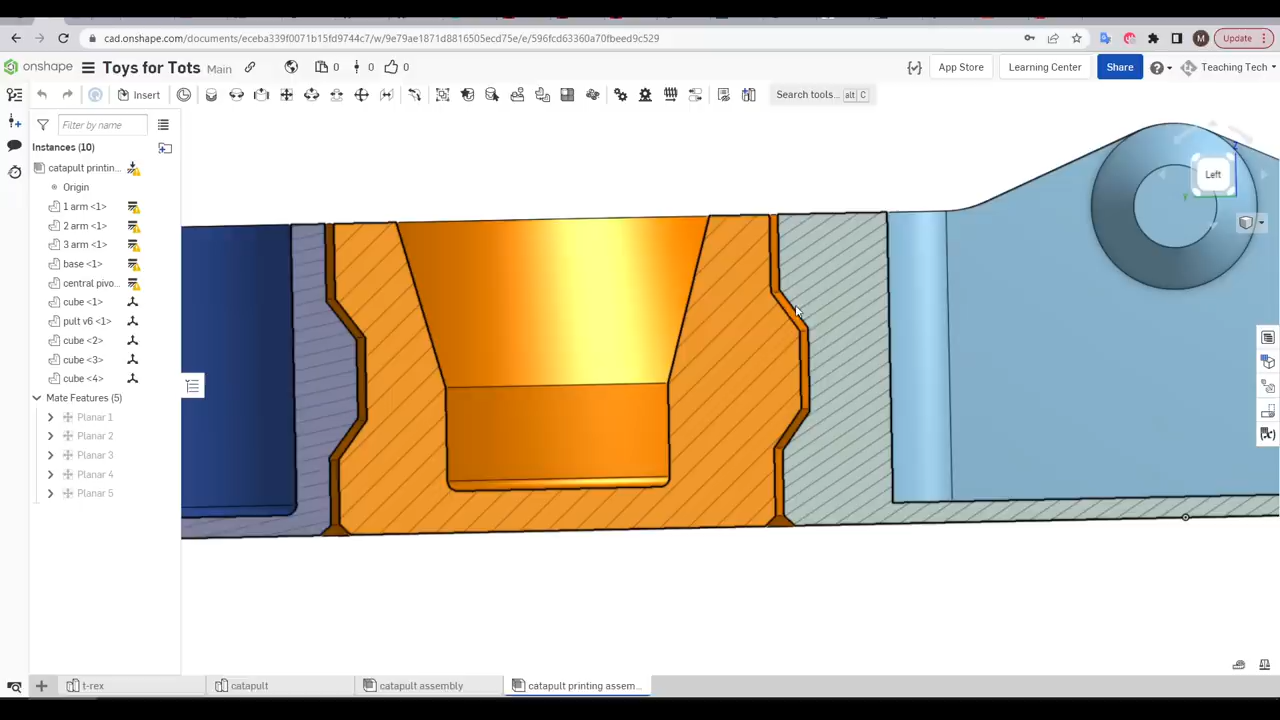 cad.onshape.com/documents/eceba339f0071b15fd9744c7/w/9e79ae1871d8816505ecd75e/e/596fcd63360a70fbeed9c529
M
Update
onshape
Toys for Tots
Main
0
0
0
App Store
Learning Center
Share
Teaching Tech
Insert
Search tools...
alt
C
Filter by name
Instances (10)
catapult printin...
Origin
1 arm <1>
2 arm <1>
3 arm <1>
base <1>
central pivo...
cube <1>
pult v6 <1>
cube <2>
cube <3>
cube <4>
Mate Features (5)
Planar 1
Planar 2
Planar 3
Planar 4
Planar 5
Left
Z
Y
t-rex
catapult
catapult assembly
catapult printing assem...